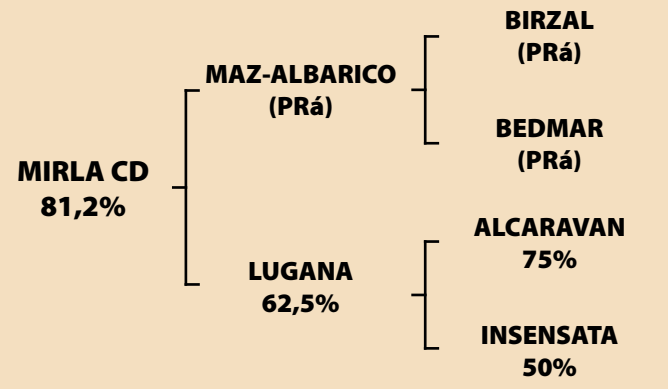 MIRLA CD
81,2%
MAZ-ALBARICO
(PRá)
LUGANA
62,5%
BIRZAL
(PRá)
BEDMAR
(PRá)
ALCARAVAN
75%
INSENSATA
50%